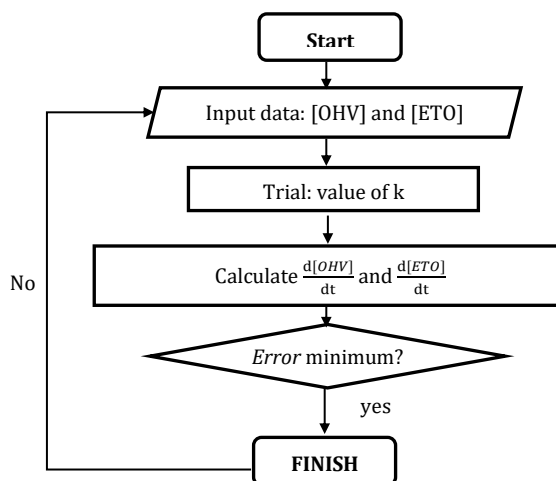 Start
Input data: [OHV] and [ETO]
Trial: value of k
Calculate d[OHV]/dt and d[ETO]/dt
No
Error minimum?
yes
FINISH